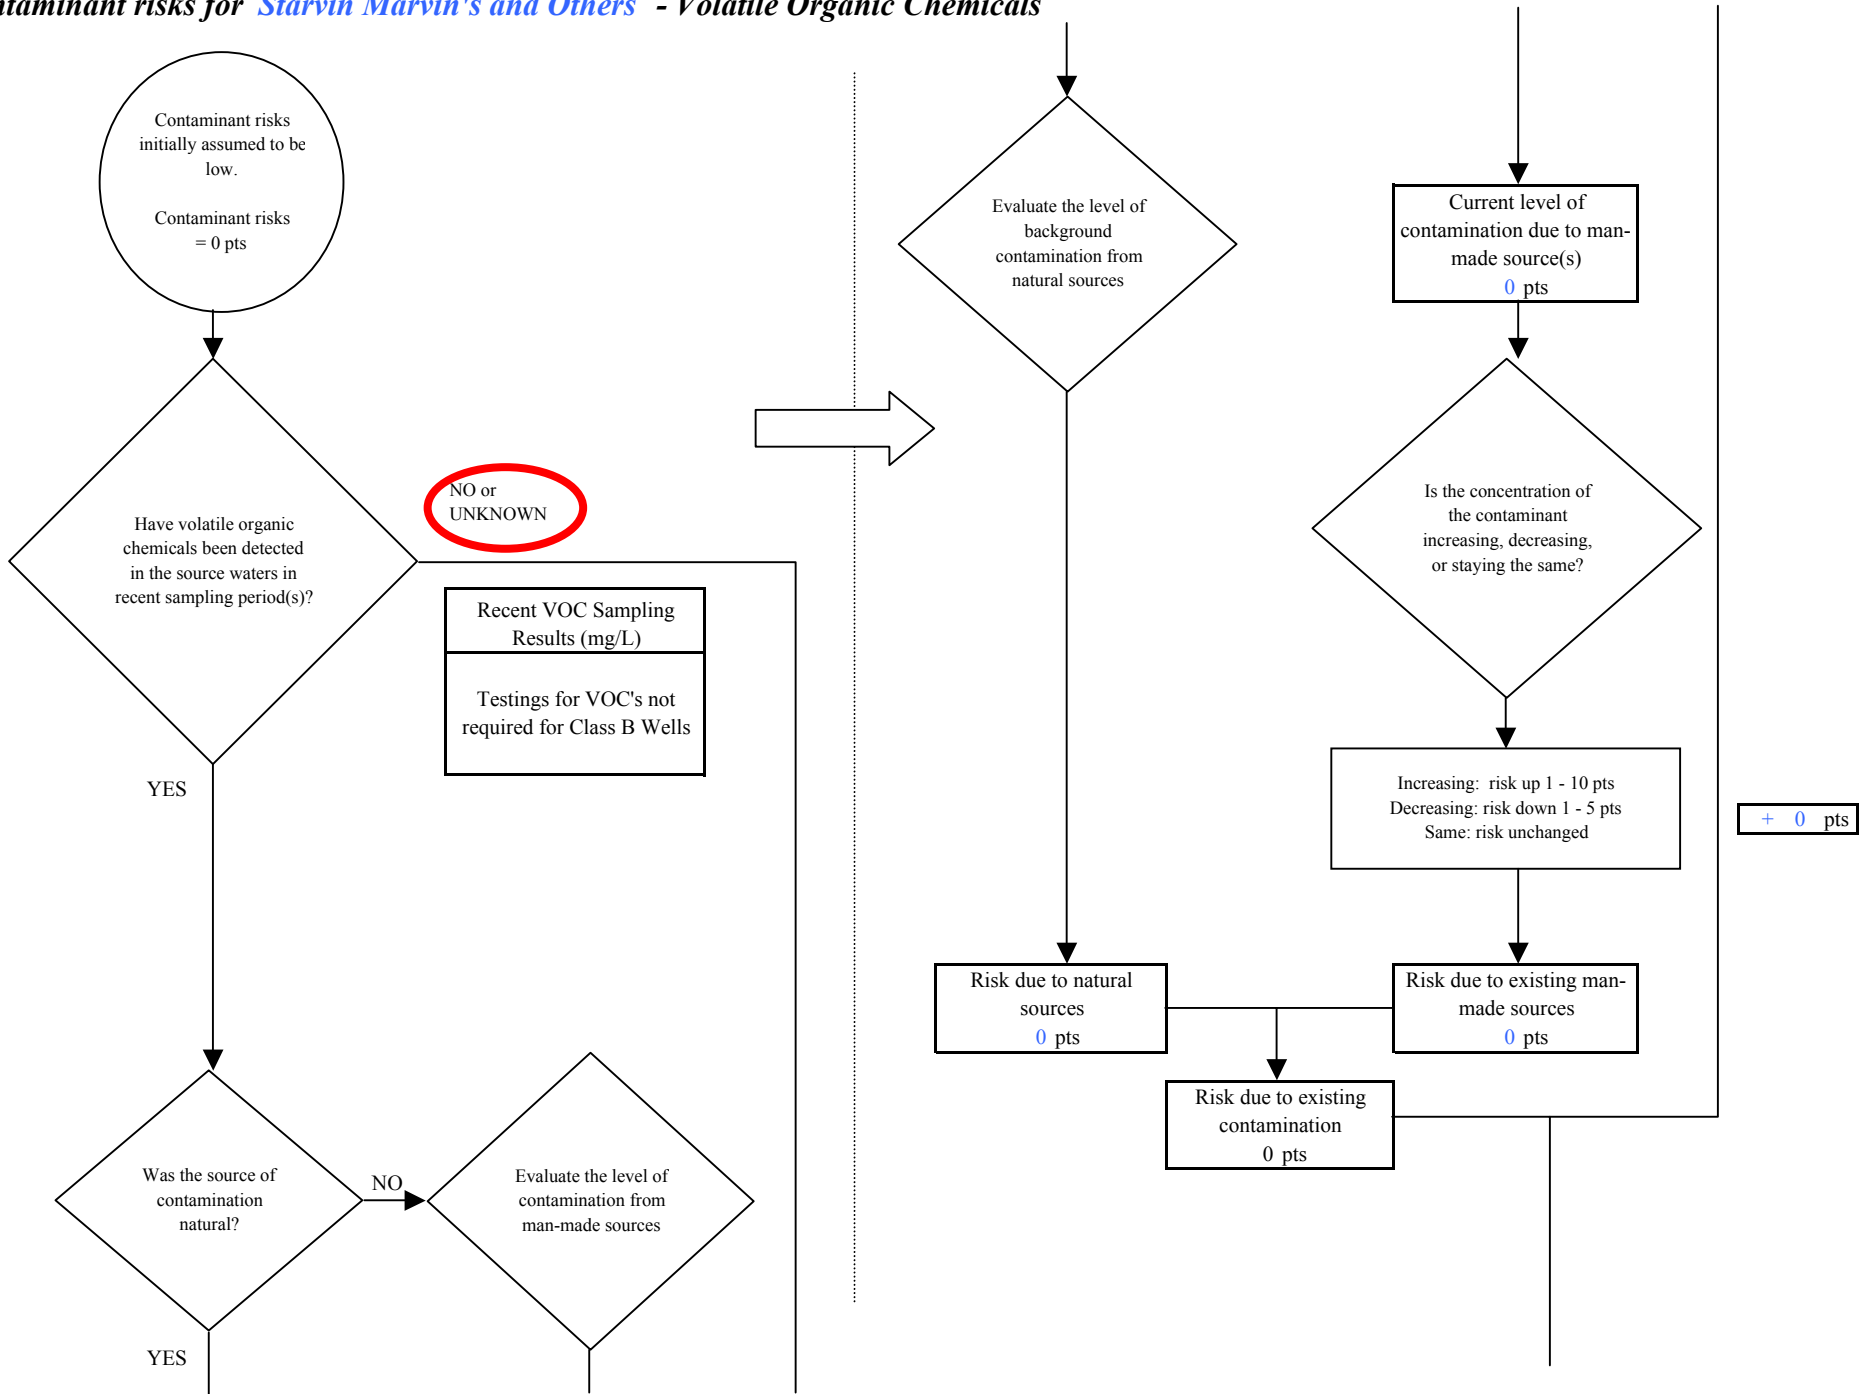 ntaminant risks for Starvin Marvin's and Others - Volatile Organic Chemicals
Contaminant risks
initially assumed to be
low.
Contaminant risks
= 0 pts
Have volatile organic
chemicals been detected
in the source waters in
recent sampling period(s)?
NO or
UNKNOWN
Recent VOC Sampling
Results (mg/L)
Testings for VOC's not
required for Class B Wells
YES
Was the source of
contamination
natural?
NO
Evaluate the level of
contamination from
man-made sources
YES
Evaluate the level of
background
contamination from
natural sources
Current level of
contamination due to man-
made source(s)
0 pts
Is the concentration of
the contaminant
increasing, decreasing,
or staying the same?
Increasing: risk up 1 - 10 pts
Decreasing: risk down 1 - 5 pts
Same: risk unchanged
+ 0 pts
Risk due to natural
sources
0 pts
Risk due to existing man-
made sources
0 pts
Risk due to existing
contamination
0 pts